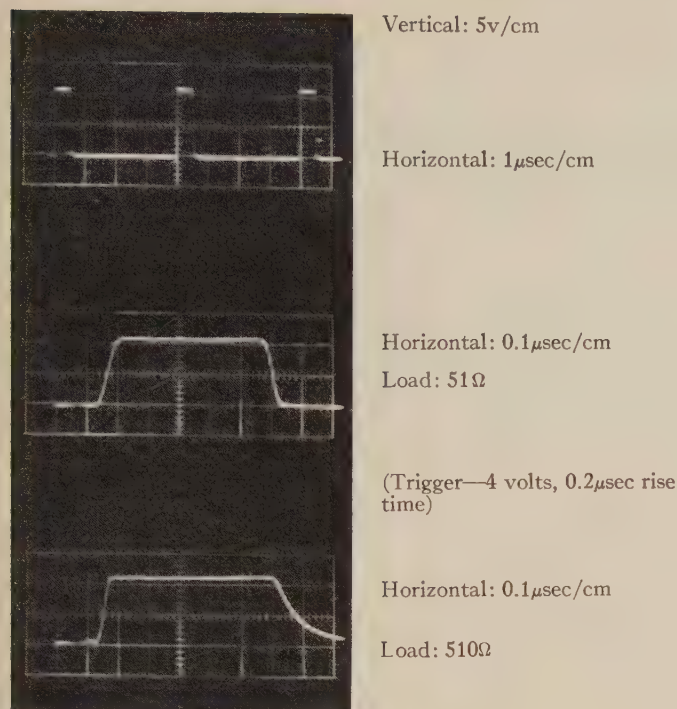 Vertical: 5v/cm
Horizontal: 1μsec/cm
Horizontal: 0.1μsec/cm
Load: 51Ω
(Trigger—4 volts, 0.2μsec rise
time)
Horizontal: 0.1μsec/cm
Load: 510Ω